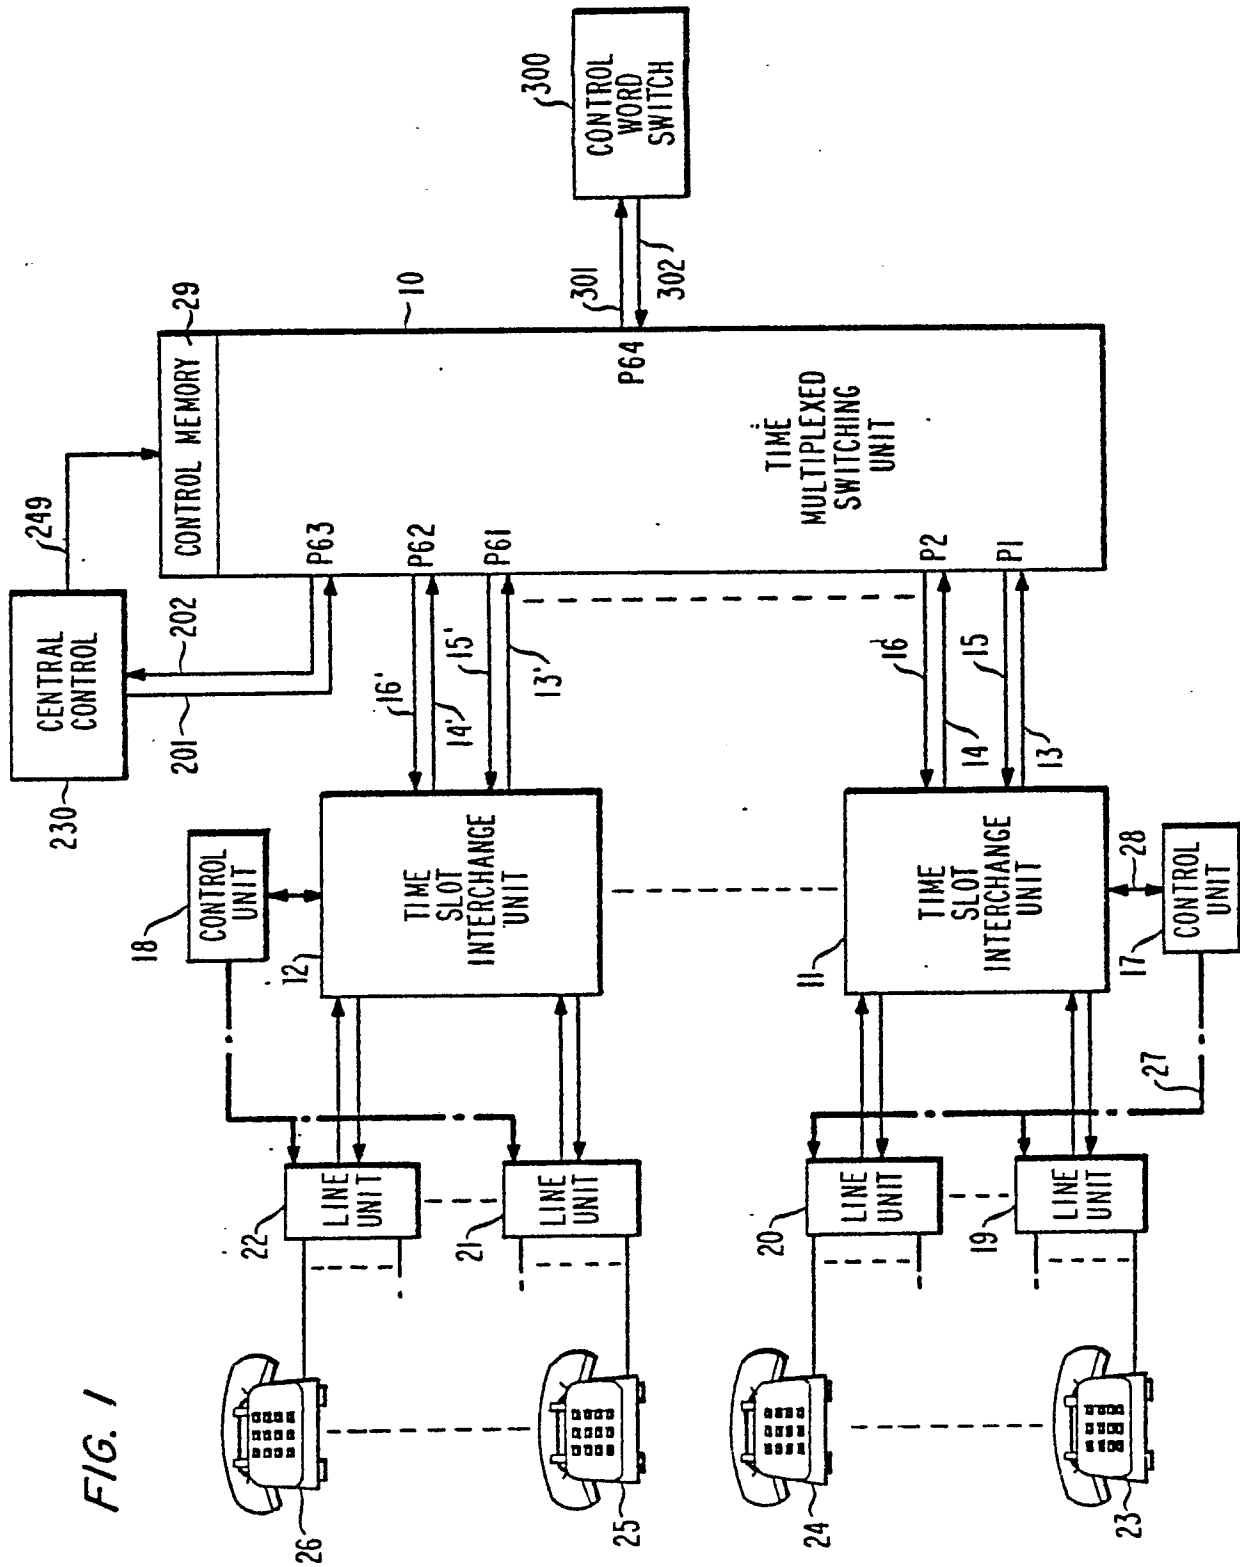 FIG. 1
26
25
24
23
22
LINE
UNIT
21
LINE
UNIT
20
LINE
UNIT
19
LINE
UNIT
27
18
CONTROL
UNIT
12
TIME
SLOT
INTERCHANGE
UNIT
11
TIME
SLOT
INTERCHANGE
UNIT
28
17
CONTROL
UNIT
230
CENTRAL
CONTROL
201
202
249
16'
14'
15'
13'
16
14
15
13
CONTROL MEMORY
29
P63
P62
P61
P2
P1
P64
TIME
MULTIPLEXED
SWITCHING
UNIT
10
301
302
300
CONTROL
WORD
SWITCH